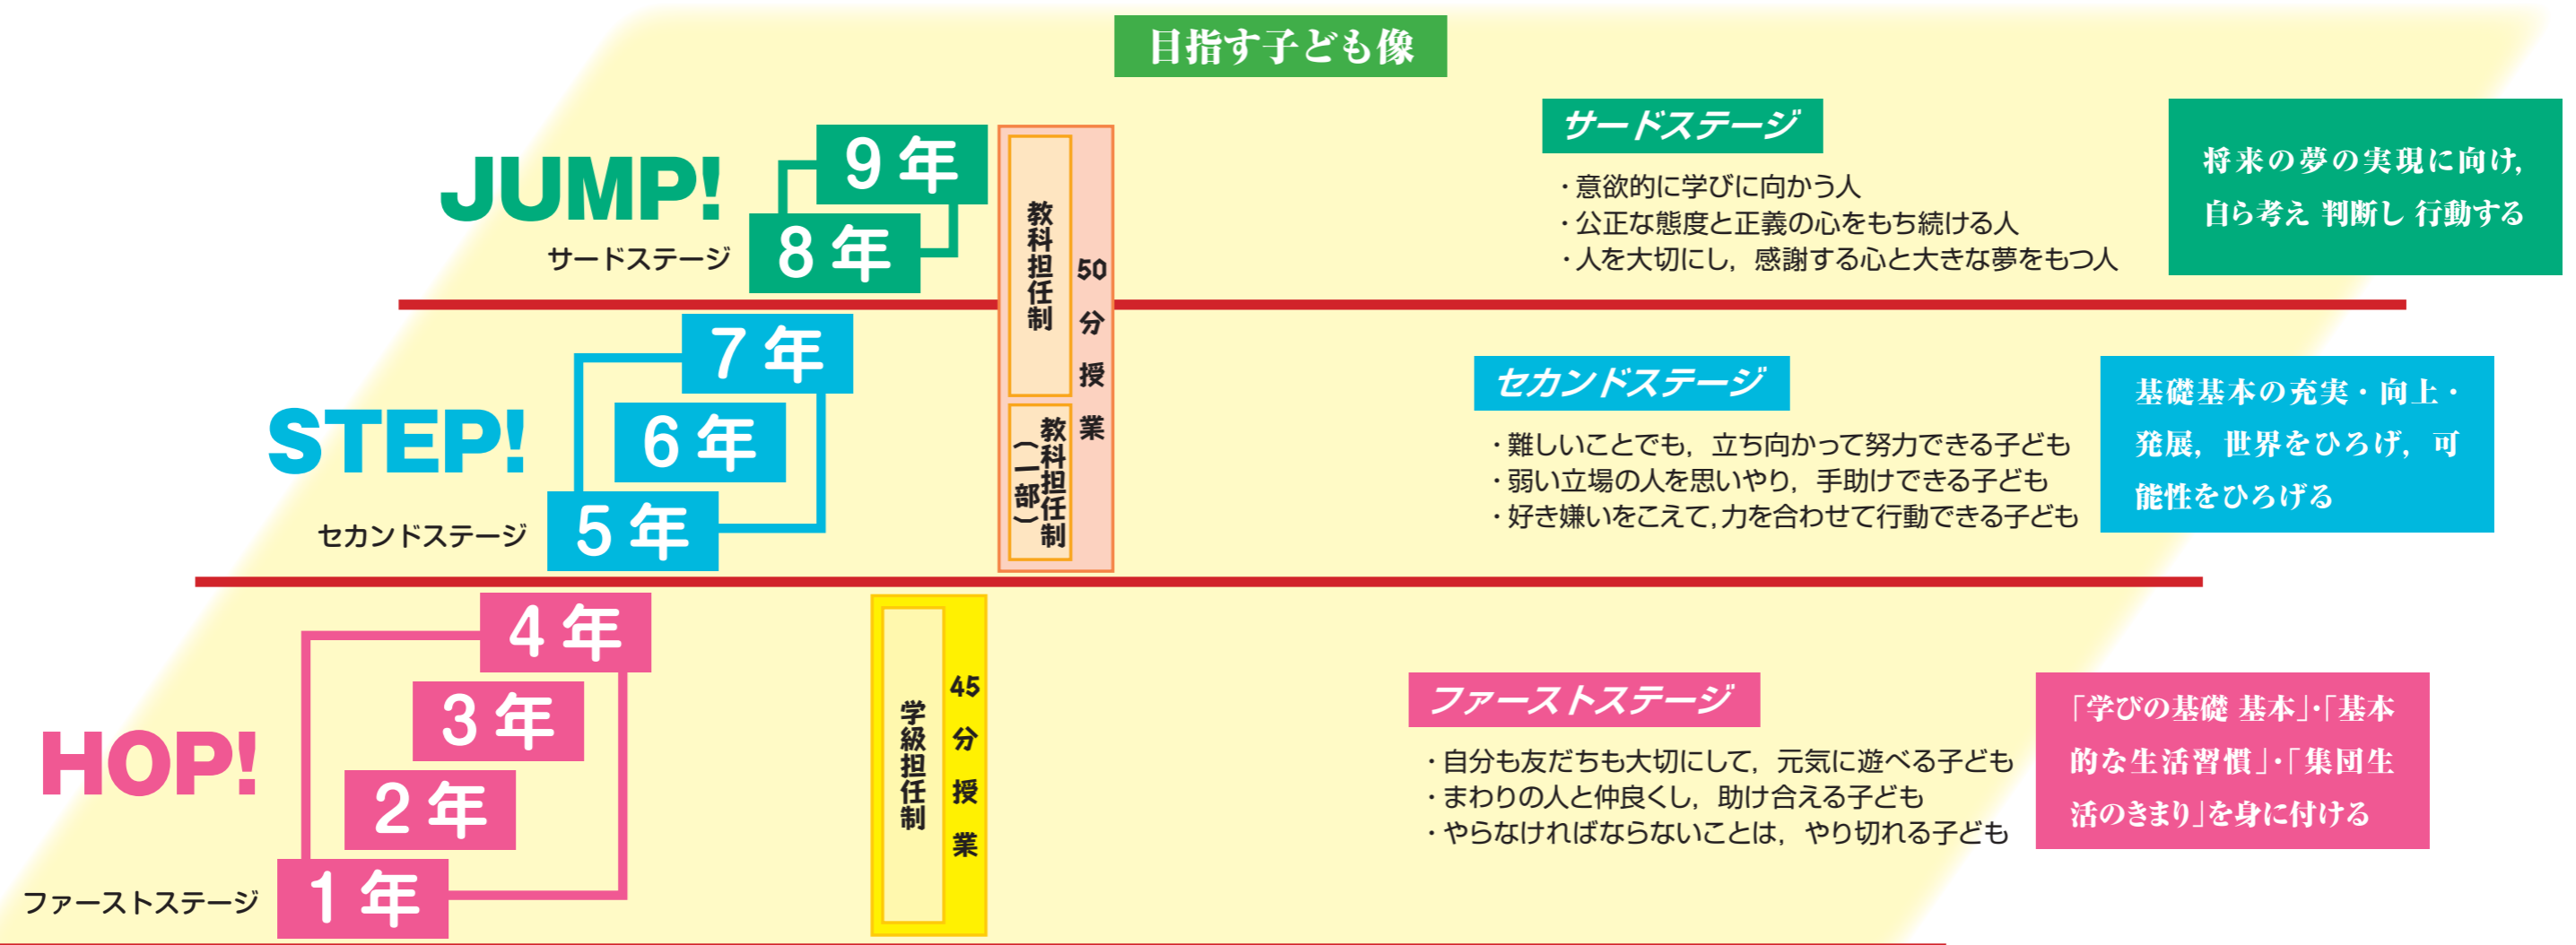 目指す子ども像
JUMP!
サードステージ
9年
8年
教科担任制
50分授業
サードステージ
・意欲的に学びに向かう人
・公正な態度と正義の心をもち続ける人
・人を大切にし，感謝する心と大きな夢をもつ人
将来の夢の実現に向け，
自ら考え 判断し 行動する
STEP!
セカンドステージ
7年
6年
5年
教科担任制
（一部）
セカンドステージ
・難しいことでも，立ち向かって努力できる子ども
・弱い立場の人を思いやり，手助けできる子ども
・好き嫌いをこえて，力を合わせて行動できる子ども
基礎基本の充実・向上・
発展，世界をひろげ，可
能性をひろげる
HOP!
ファーストステージ
4年
3年
2年
1年
学級担任制
45分授業
ファーストステージ
・自分も友だちも大切にして，元気に遊べる子ども
・まわりの人と仲良くし，助け合える子ども
・やらなければならないことは，やり切れる子ども
「学びの基礎 基本」・「基本
的な生活習慣」・「集団生
活のきまり」を身に付ける